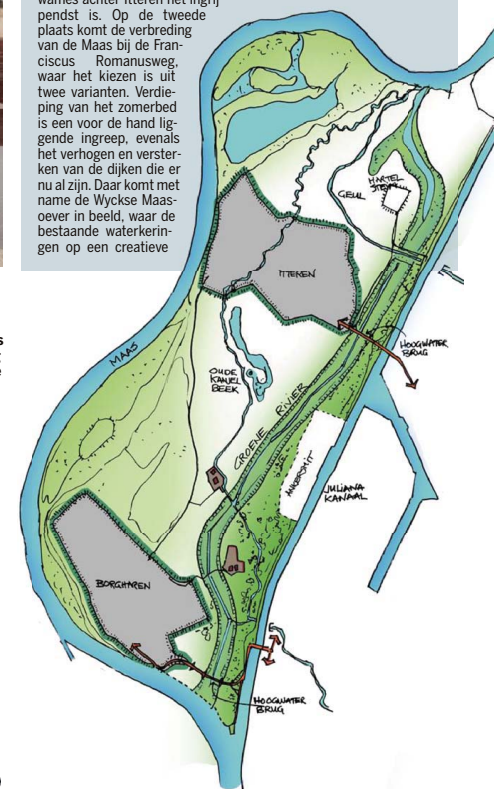 pendst is. Op de tweede
plaats komt de verbreding
van de Maas bij de Fran-
ciscus Romanusweg,
waar het kiezen is uit
twee varianten. Verdie-
ping van het zomerbed
is een voor de hand lig-
gende ingreep, evenals
het verhogen en verster-
ken van de dijken die er
nu al zijn. Daar komt met
name de Wyckse Maas-
oever in beeld, waar de
bestaande waterkerin-
gen op een creatieve
HARTEL
STEIN
GEUL
ITTEREN
MAAS
HOOGWATER
BRUG
OUDE
KANJEL
BEEK
GROENE RIVIER
JULIANA
KANAAL
BORGHAREN
HOOGWATER
BRUG